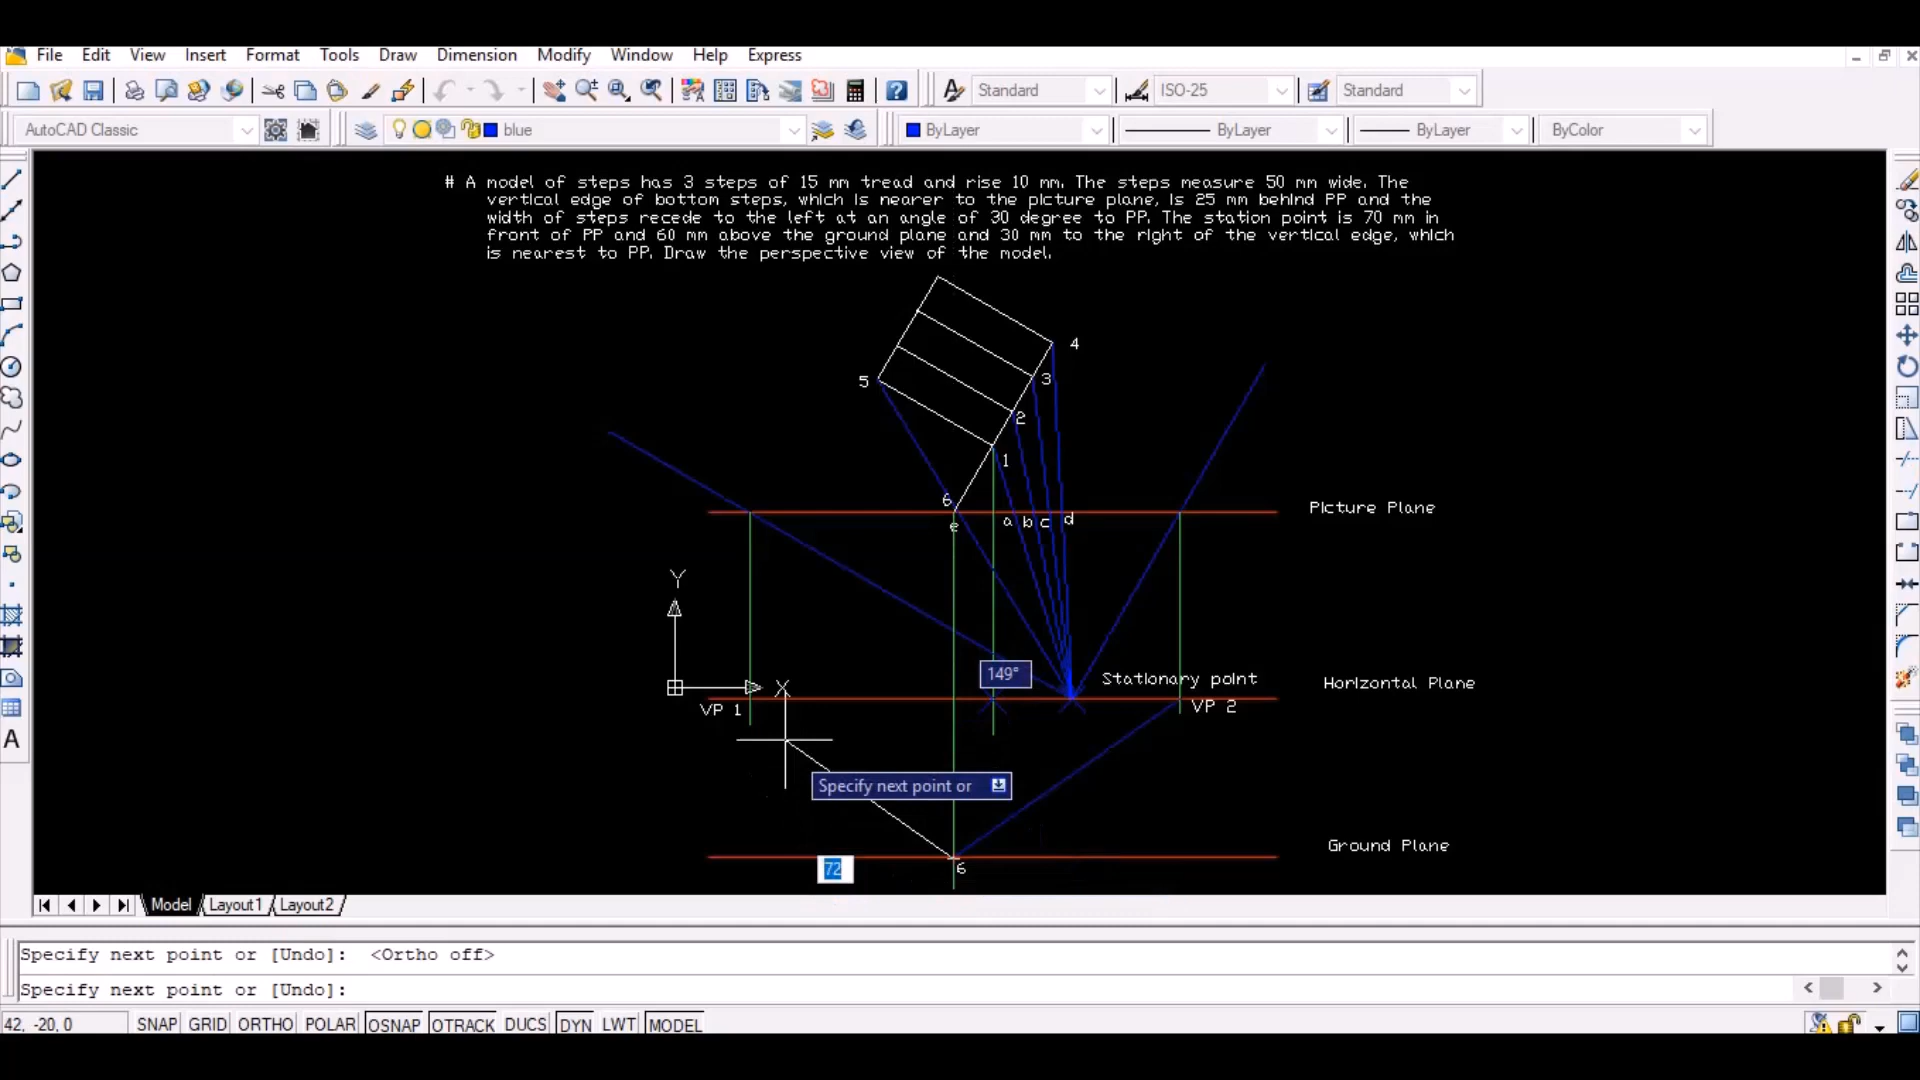 File Edit View Insert Format Tools Draw Dimension Modify Window Help Express
Standard ISO-25 Standard
AutoCAD Classic blue ByLayer ByLayer ByLayer ByColor
# A model of steps has 3 steps of 15 mm tread and rise 10 mm. The steps measure 50 mm wide. The
vertical edge of bottom steps, which is nearer to the picture plane, is 25 mm behind PP and the
width of steps recede to the left at an angle of 30 degree to PP. The station point is 70 mm in
front of PP and 60 mm above the ground plane and 30 mm to the right of the vertical edge, which
is nearest to PP. Draw the perspective view of the model.
4
5
3
2
1
6
e
a b c d
Picture Plane
Y
149°
Stationary point
Horizontal Plane
X
VP 1
VP 2
Specify next point or
Ground Plane
72
6
Model Layout1 Layout2
Specify next point or [Undo]: <Ortho off>
Specify next point or [Undo]:
42, -20, 0 SNAP GRID ORTHO POLAR OSNAP OTRACK DUCS DYN LWT MODEL